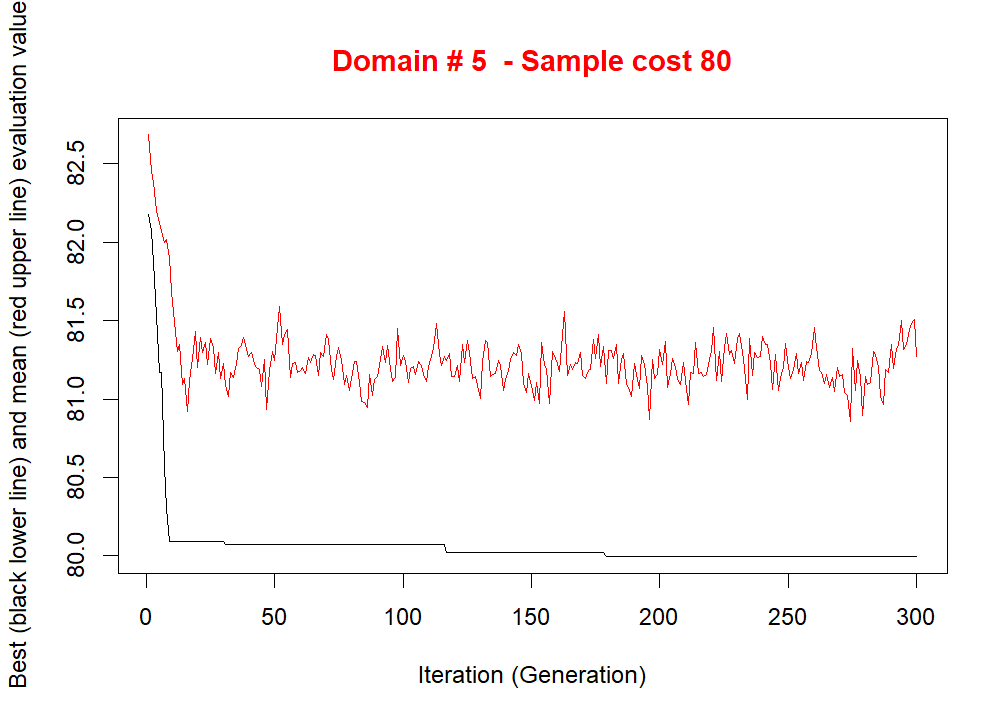 Domain # 5  - Sample cost 80
Best (black lower line) and mean (red upper line) evaluation value
82.5
82.0
81.5
81.0
80.5
80.0
0 50 100 150 200 250 300
Iteration (Generation)